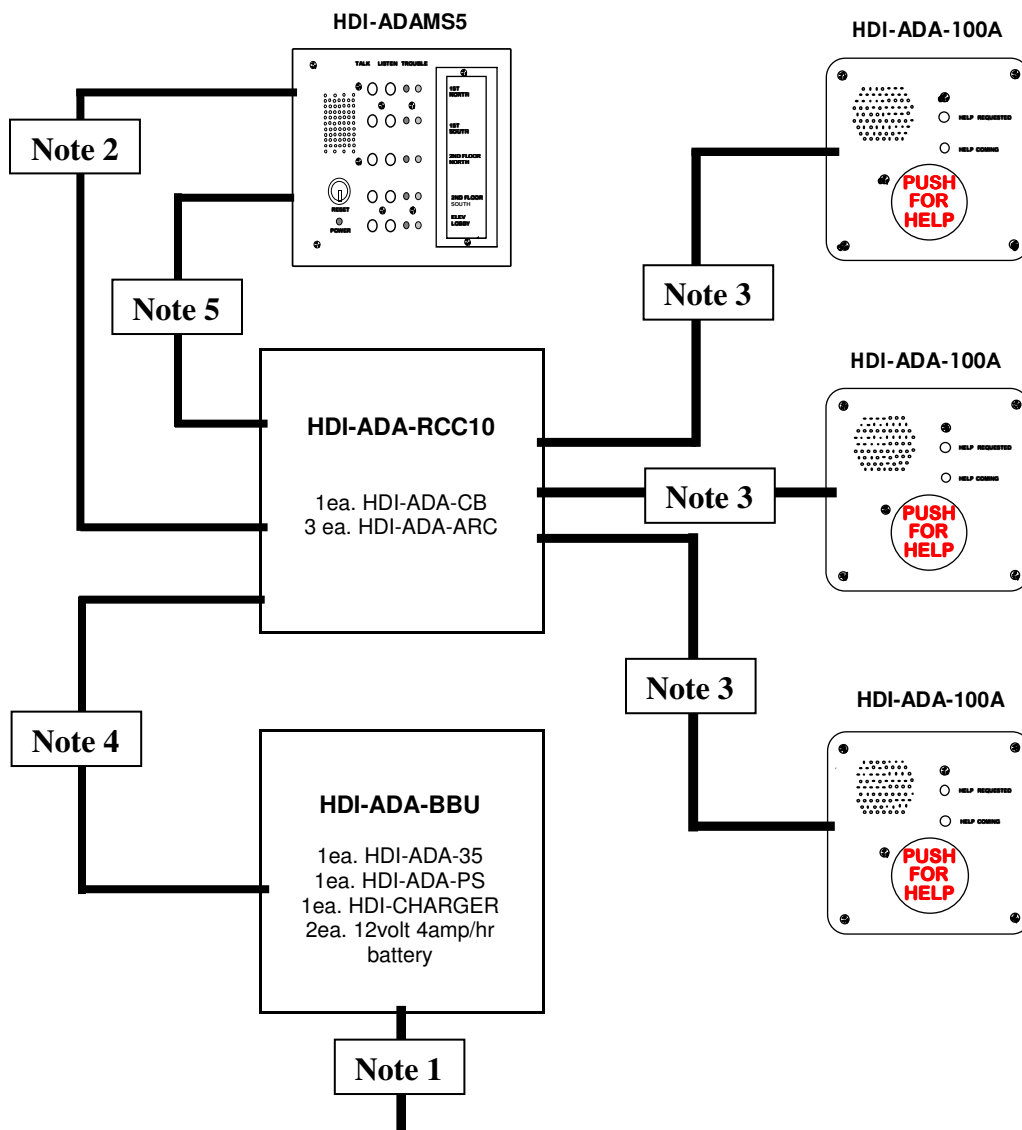 HDI-ADAMS5
TALK LISTEN TROUBLE
1ST
NORTH
1ST
SOUTH
2ND FLOOR
NORTH
2ND FLOOR
SOUTH
ELEV
LOBBY
RESET
POWER
HDI-ADA-100A
HELP REQUESTED
HELP COMING
PUSH
FOR
HELP
Note 2
Note 5
Note 3
HDI-ADA-RCC10
1ea. HDI-ADA-CB
3 ea. HDI-ADA-ARC
Note 3
HDI-ADA-100A
HELP REQUESTED
HELP COMING
PUSH
FOR
HELP
Note 4
Note 3
HDI-ADA-BBU
1ea. HDI-ADA-35
1ea. HDI-ADA-PS
1ea. HDI-CHARGER
2ea. 12volt 4amp/hr
battery
HDI-ADA-100A
HELP REQUESTED
HELP COMING
PUSH
FOR
HELP
Note 1